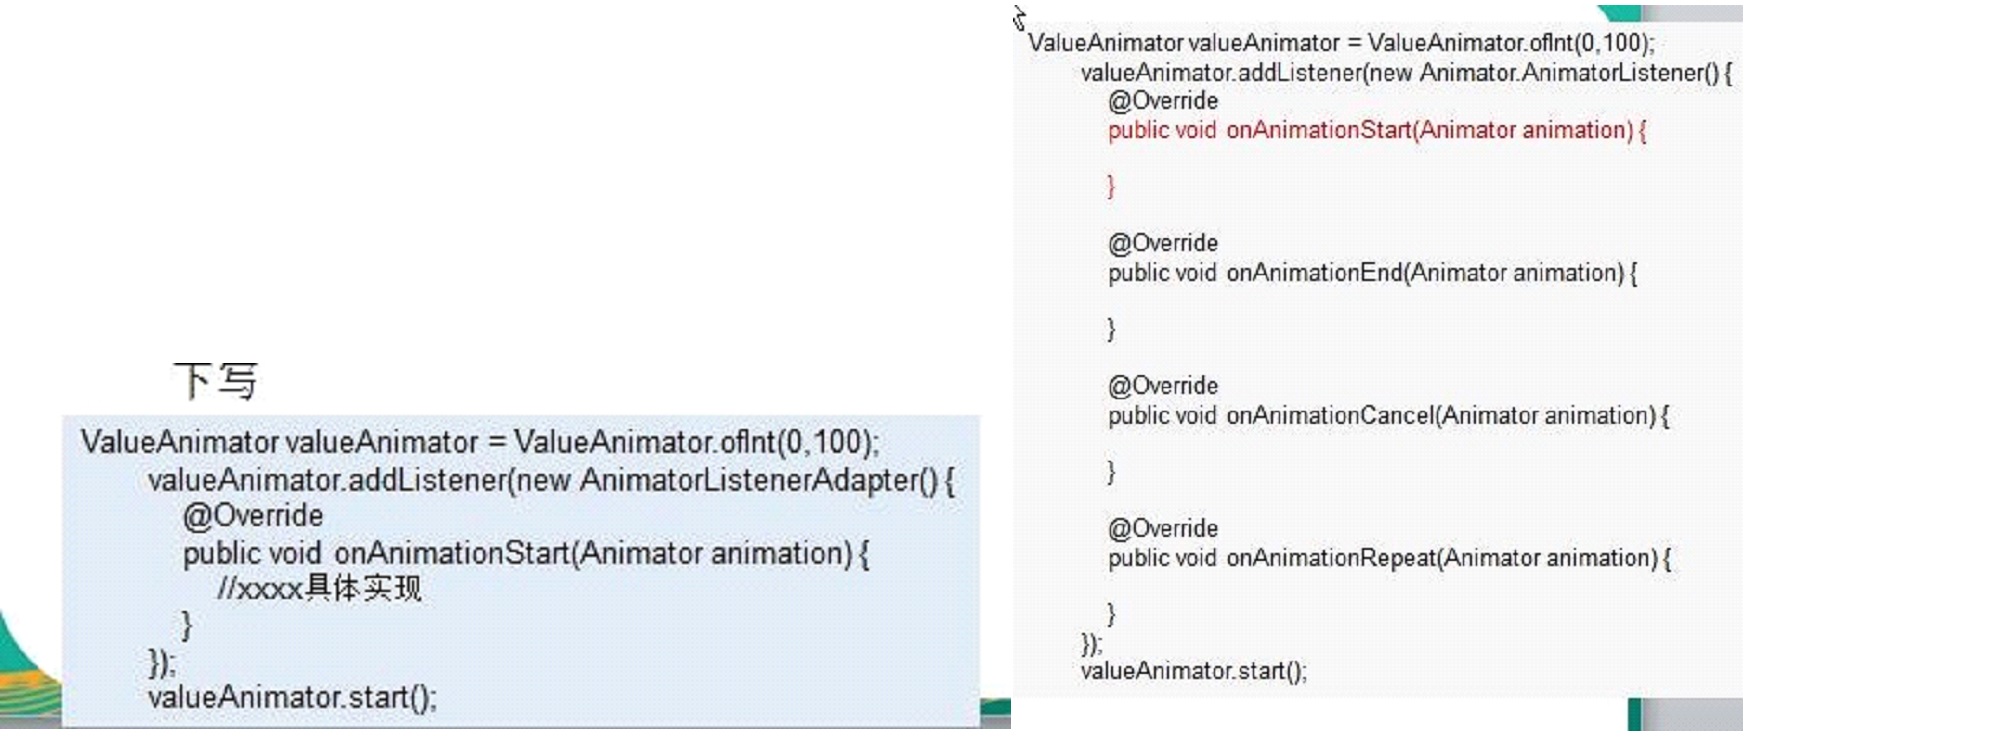 下写
ValueAnimator valueAnimator = ValueAnimator.ofInt(0,100);
valueAnimator.addListener(new AnimatorListenerAdapter() {
@Override
public void onAnimationStart(Animator animation) {
//xxxx具体实现
}
});
valueAnimator.start();
ValueAnimator valueAnimator = ValueAnimator.ofInt(0,100);
valueAnimator.addListener(new Animator.AnimatorListener() {
@Override
public void onAnimationStart(Animator animation) {
}
@Override
public void onAnimationEnd(Animator animation) {
}
@Override
public void onAnimationCancel(Animator animation) {
}
@Override
public void onAnimationRepeat(Animator animation) {
}
});
valueAnimator.start();